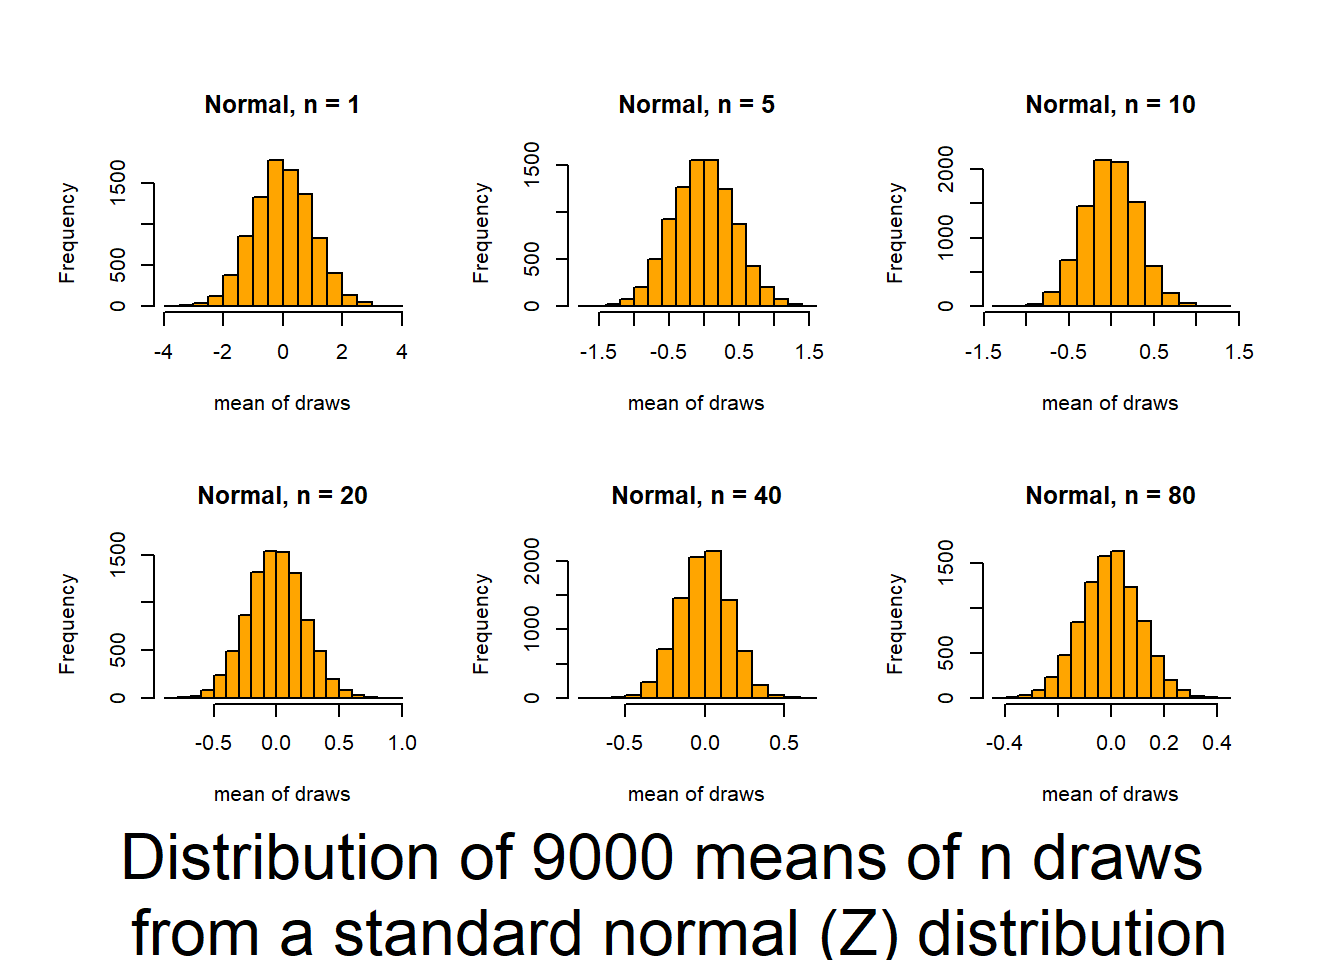 Normal, n = 1
Frequency
0 500 1500
-4 -2 0 2 4
mean of draws
Normal, n = 5
Frequency
0 500 1500
-1.5 -0.5 0.5 1.5
mean of draws
Normal, n = 10
Frequency
0 1000 2000
-1.5 -0.5 0.5 1.5
mean of draws
Normal, n = 20
Frequency
0 500 1500
-0.5 0.0 0.5 1.0
mean of draws
Normal, n = 40
Frequency
0 1000 2000
-0.5 0.0 0.5
mean of draws
Normal, n = 80
Frequency
0 500 1500
-0.4 0.0 0.2 0.4
mean of draws
Distribution of 9000 means of n draws
from a standard normal (Z) distribution